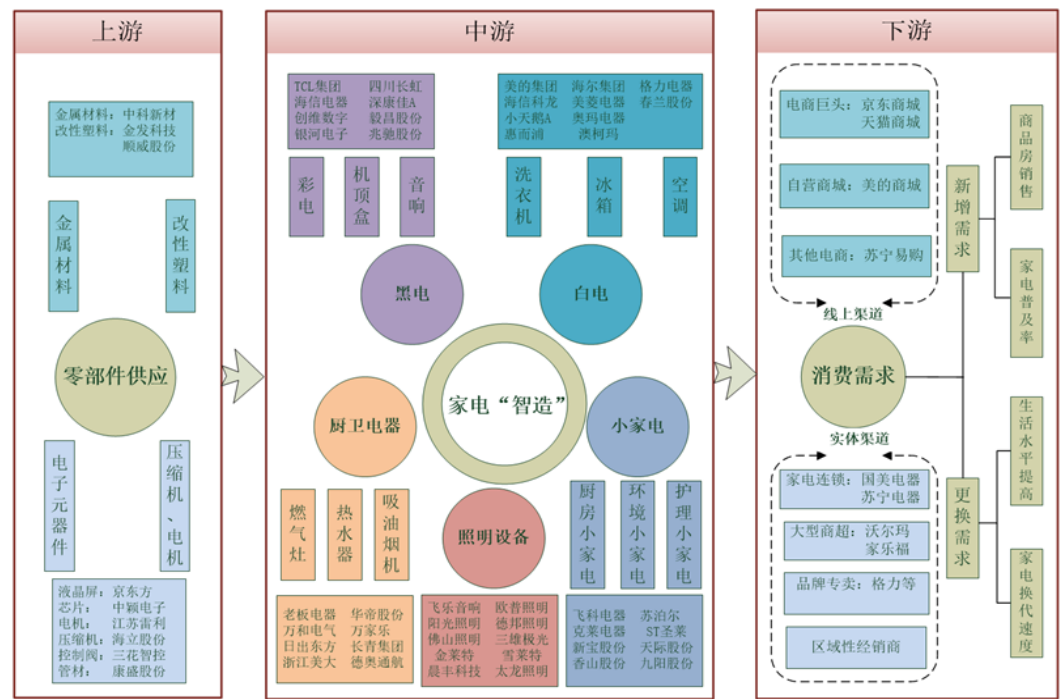 上游
金属材料：中科新材
改性塑料：金发科技
顺威股份
金属材料
改性塑料
零部件供应
电子元器件
压缩机、电机
液晶屏：京东方
芯片：中颖电子
电机：江苏雷利
压缩机：海立股份
控制阀：三花智控
管材：康盛股份
中游
TCL集团 四川长虹
海信电器 深康佳A
创维数字 毅昌股份
银河电子 兆驰股份
美的集团 海尔集团 格力电器
海信科龙 美菱电器 春兰股份
小天鹅A 奥玛电器
惠而浦 澳柯玛
彩电
机顶盒
音响
洗衣机
冰箱
空调
黑电
白电
家电“智造”
厨卫电器
小家电
照明设备
燃气灶
热水器
吸油烟机
厨房小家电
环境小家电
护理小家电
老板电器 华帝股份
万和电气 万家乐
日出东方 长青集团
浙江美大 德奥通航
飞乐音响 欧普照明
阳光照明 德邦照明
佛山照明 三雄极光
金莱特 雪莱特
晨丰科技 太龙照明
飞科电器 苏泊尔
克莱电器 ST圣莱
新宝股份 天际股份
香山股份 九阳股份
下游
电商巨头：京东商城
天猫商城
自营商城：美的商城
其他电商：苏宁易购
线上渠道
消费需求
实体渠道
家电连锁：国美电器
苏宁电器
大型商超：沃尔玛
家乐福
品牌专卖：格力等
区域性经销商
新增需求
更换需求
商品房销售
家电普及率
生活水平提高
家电换代速度